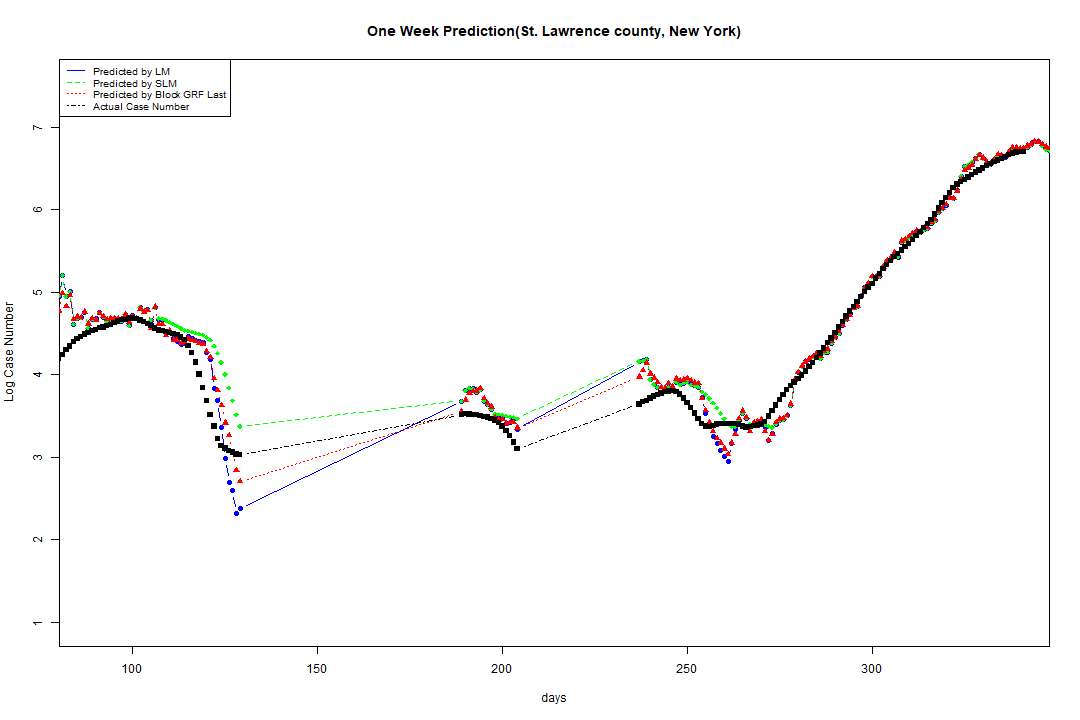 One Week Prediction(St. Lawrence county, New York)
Predicted by LM
Predicted by SLM
Predicted by Block GRF Last
Actual Case Number
7
6
5
4
3
2
1
Log Case Number
100 150 200 250 300
days